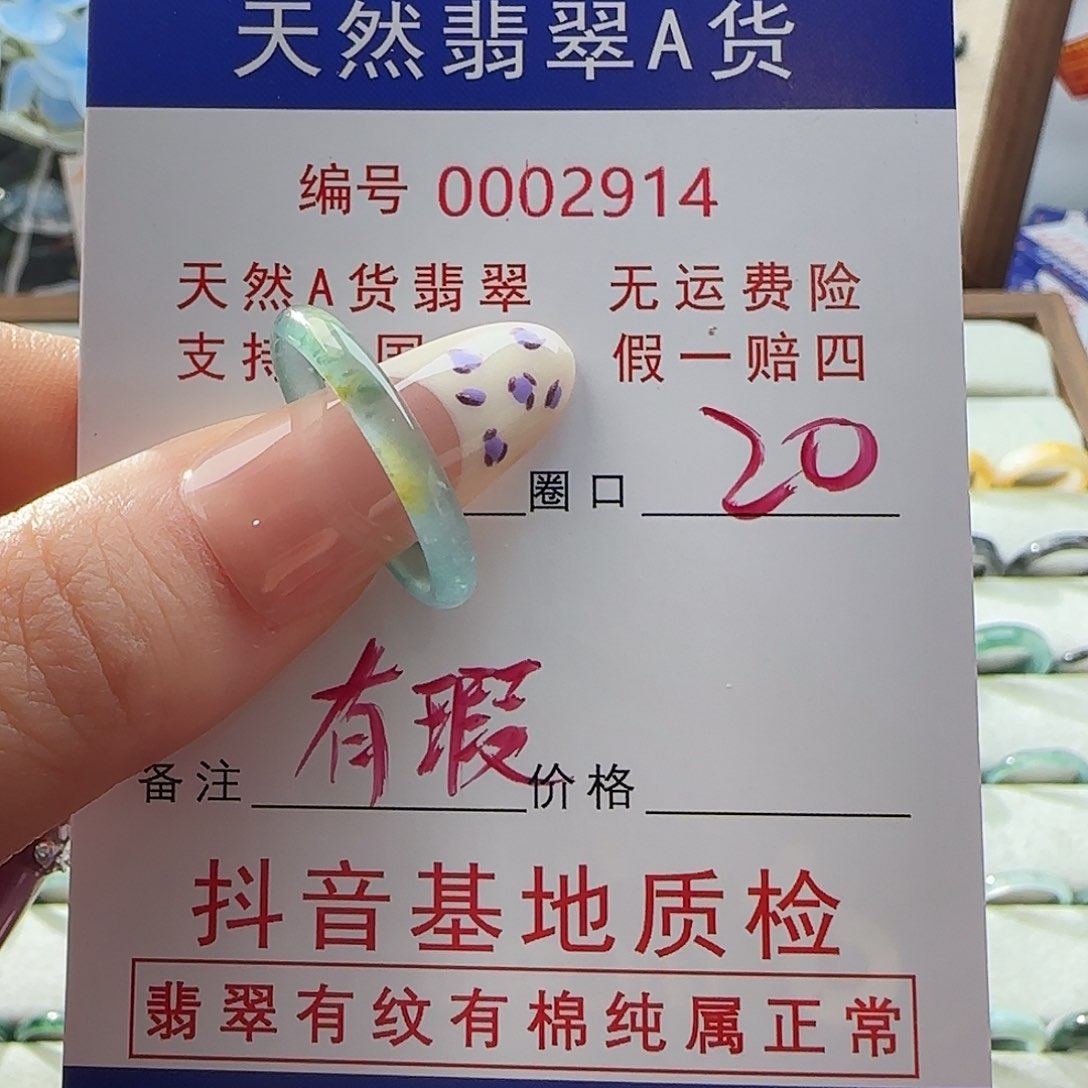 天然翡翠A货
编号 0002914
天然A货翡翠 无运费险
支持 国 假一赔四
圈口 20
备注 有瑕 价格
抖音基地质检
翡翠有纹有棉纯属正常